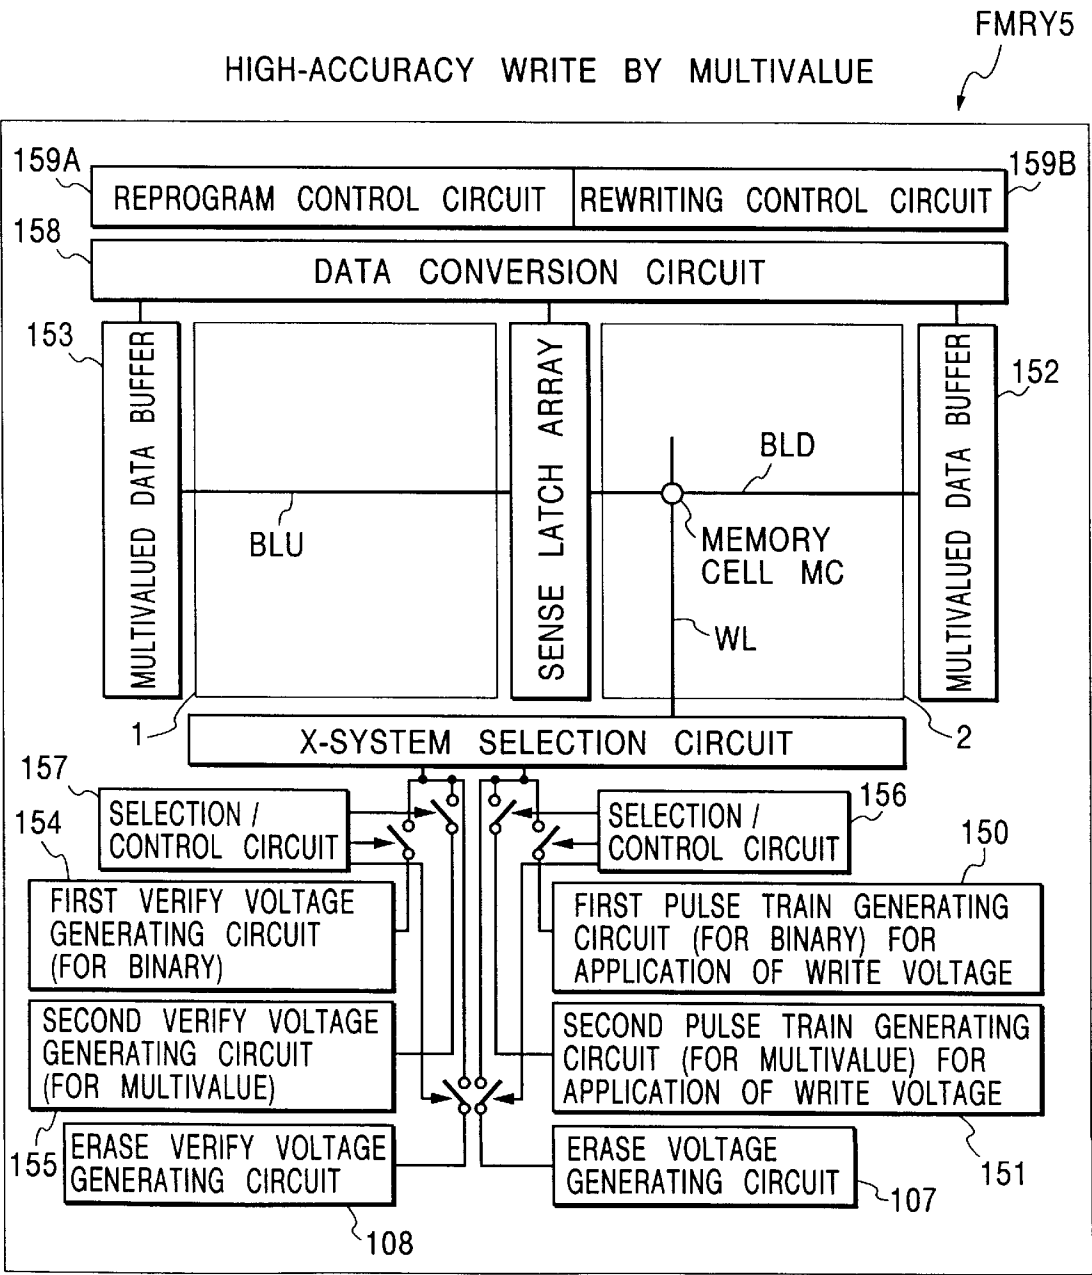 FMRY5
HIGH-ACCURACY WRITE BY MULTIVALUE
159A
REPROGRAM CONTROL CIRCUIT
REWRITING CONTROL CIRCUIT
159B
158
DATA CONVERSION CIRCUIT
153
MULTIVALUED DATA BUFFER
SENSE LATCH ARRAY
MULTIVALUED DATA BUFFER
152
BLU
BLD
MEMORY
CELL MC
WL
1
2
X-SYSTEM SELECTION CIRCUIT
157
SELECTION /
CONTROL CIRCUIT
156
SELECTION /
CONTROL CIRCUIT
154
FIRST VERIFY VOLTAGE
GENERATING CIRCUIT
(FOR BINARY)
150
FIRST PULSE TRAIN GENERATING
CIRCUIT (FOR BINARY) FOR
APPLICATION OF WRITE VOLTAGE
SECOND VERIFY VOLTAGE
GENERATING CIRCUIT
(FOR MULTIVALUE)
155
SECOND PULSE TRAIN GENERATING
CIRCUIT (FOR MULTIVALUE) FOR
APPLICATION OF WRITE VOLTAGE
151
ERASE VERIFY VOLTAGE
GENERATING CIRCUIT
108
ERASE VOLTAGE
GENERATING CIRCUIT
107